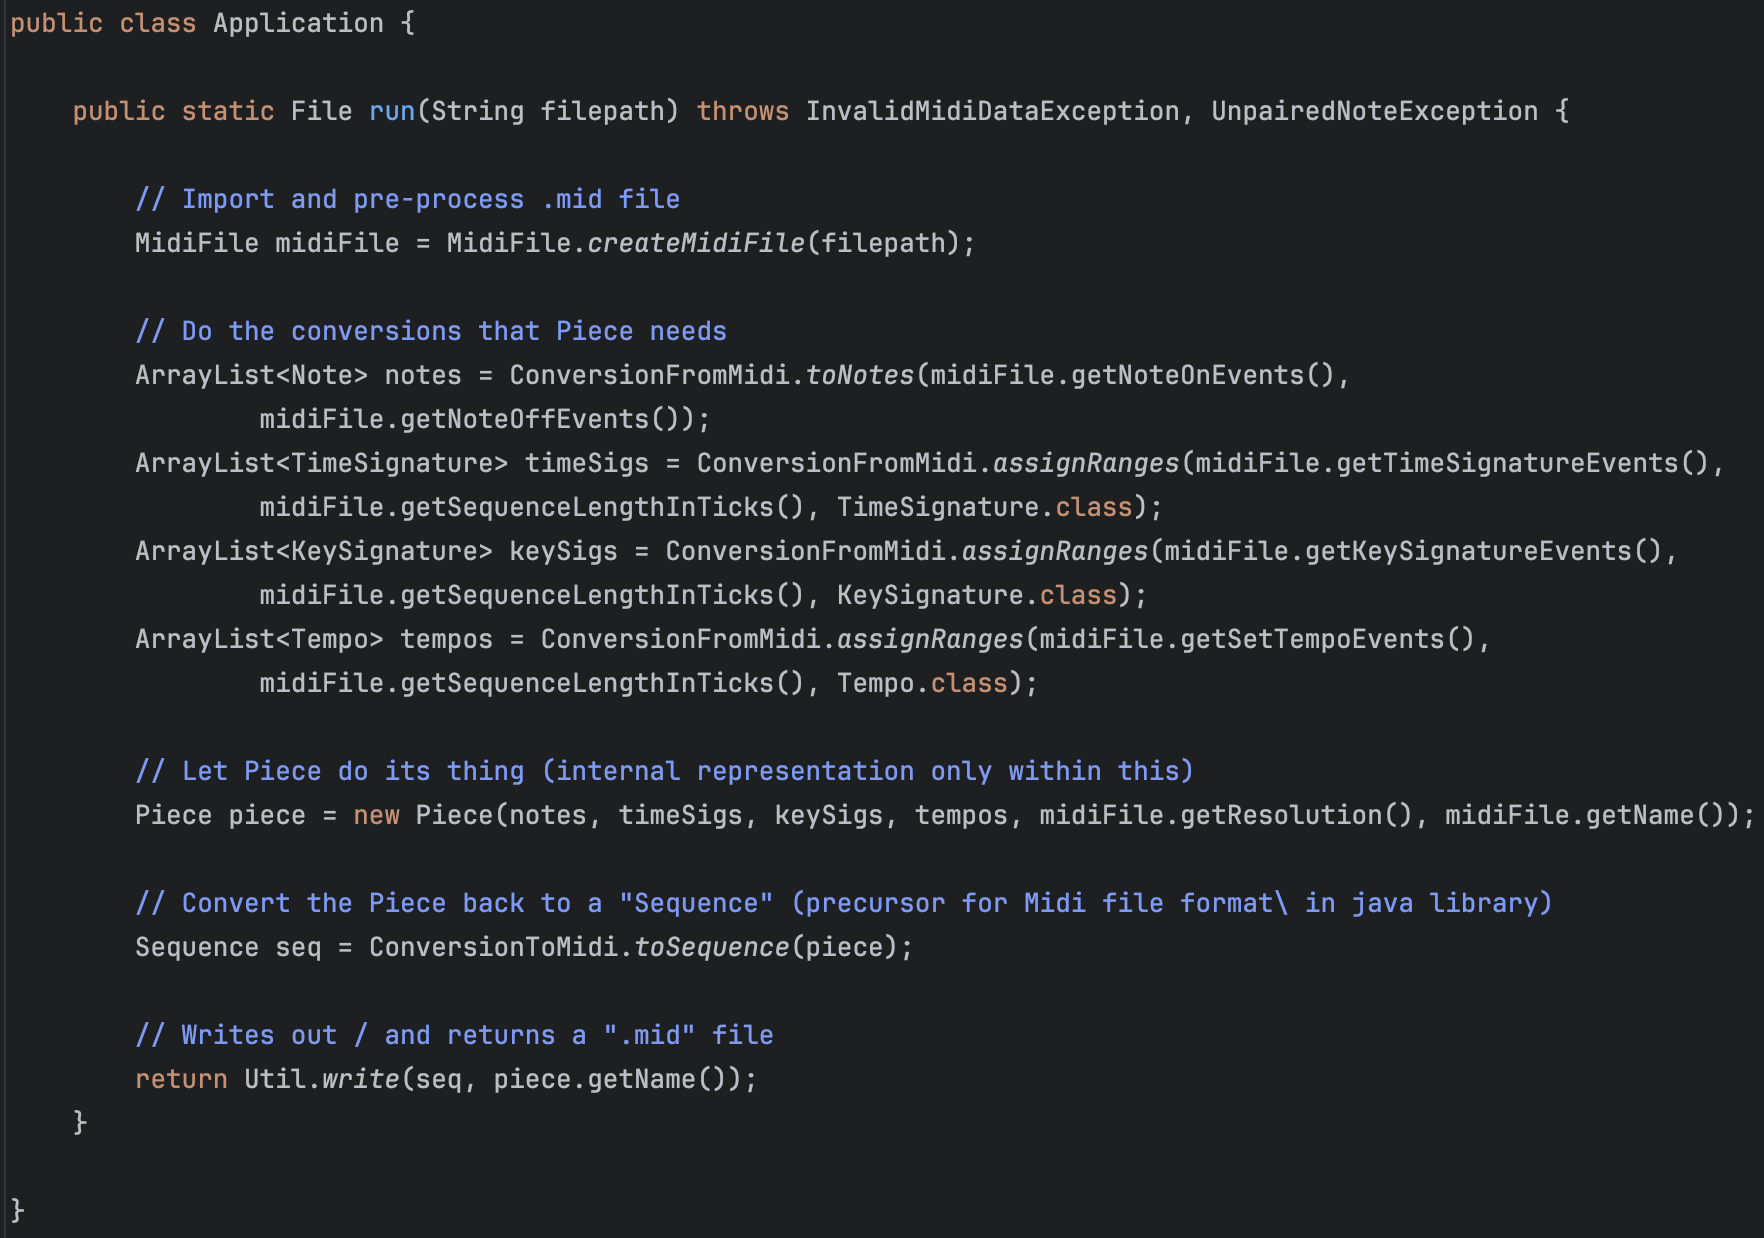 public class Application {
    public static File run(String filepath) throws InvalidMidiDataException, UnpairedNoteException {
        // Import and pre-process .mid file
        MidiFile midiFile = MidiFile.createMidiFile(filepath);
        // Do the conversions that Piece needs
        ArrayList<Note> notes = ConversionFromMidi.toNotes(midiFile.getNoteOnEvents(),
                midiFile.getNoteOffEvents());
        ArrayList<TimeSignature> timeSigs = ConversionFromMidi.assignRanges(midiFile.getTimeSignatureEvents(),
                midiFile.getSequenceLengthInTicks(), TimeSignature.class);
        ArrayList<KeySignature> keySigs = ConversionFromMidi.assignRanges(midiFile.getKeySignatureEvents(),
                midiFile.getSequenceLengthInTicks(), KeySignature.class);
        ArrayList<Tempo> tempos = ConversionFromMidi.assignRanges(midiFile.getSetTempoEvents(),
                midiFile.getSequenceLengthInTicks(), Tempo.class);
        // Let Piece do its thing (internal representation only within this)
        Piece piece = new Piece(notes, timeSigs, keySigs, tempos, midiFile.getResolution(), midiFile.getName());
        // Convert the Piece back to a "Sequence" (precursor for Midi file format\ in java library)
        Sequence seq = ConversionToMidi.toSequence(piece);
        // Writes out / and returns a ".mid" file
        return Util.write(seq, piece.getName());
    }
}